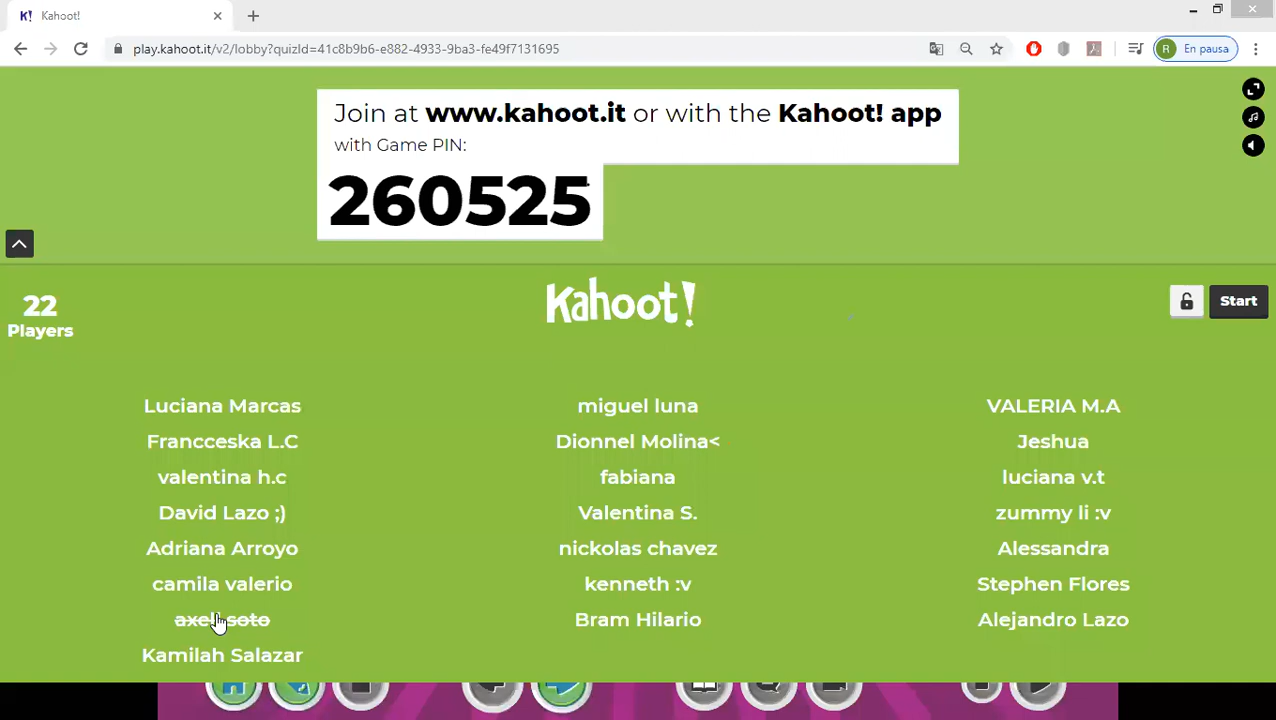 Kahoot!
play.kahoot.it/v2/lobby?quizId=41c8b9b6-e882-4933-9ba3-fe49f7131695
R En pausa
Join at www.kahoot.it or with the Kahoot! app
with Game PIN:
260525
22
Players
Kahoot!
Start
Luciana Marcas miguel luna VALERIA M.A
Francceska L.C Dionnel Molina< Jeshua
valentina h.c fabiana luciana v.t
David Lazo ;) Valentina S. zummy li :v
Adriana Arroyo nickolas chavez Alessandra
camila valerio kenneth :v Stephen Flores
axel soto Bram Hilario Alejandro Lazo
Kamilah Salazar